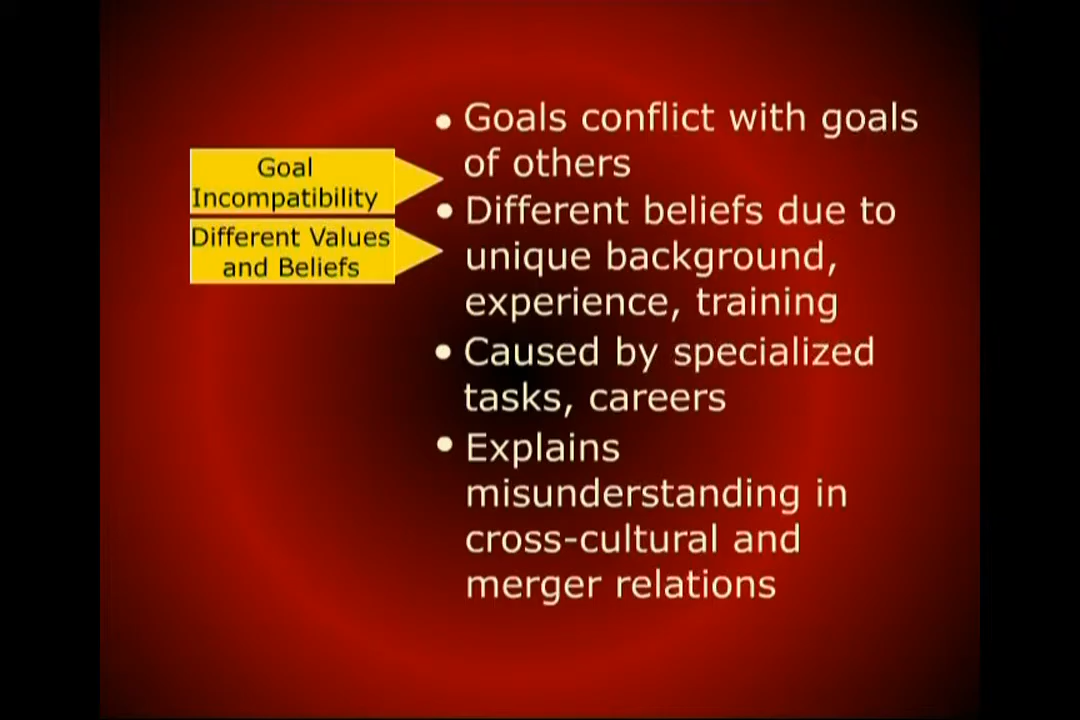 Goal
Incompatibility
Different Values
and Beliefs
• Goals conflict with goals
of others
• Different beliefs due to
unique background,
experience, training
• Caused by specialized
tasks, careers
• Explains
misunderstanding in
cross-cultural and
merger relations